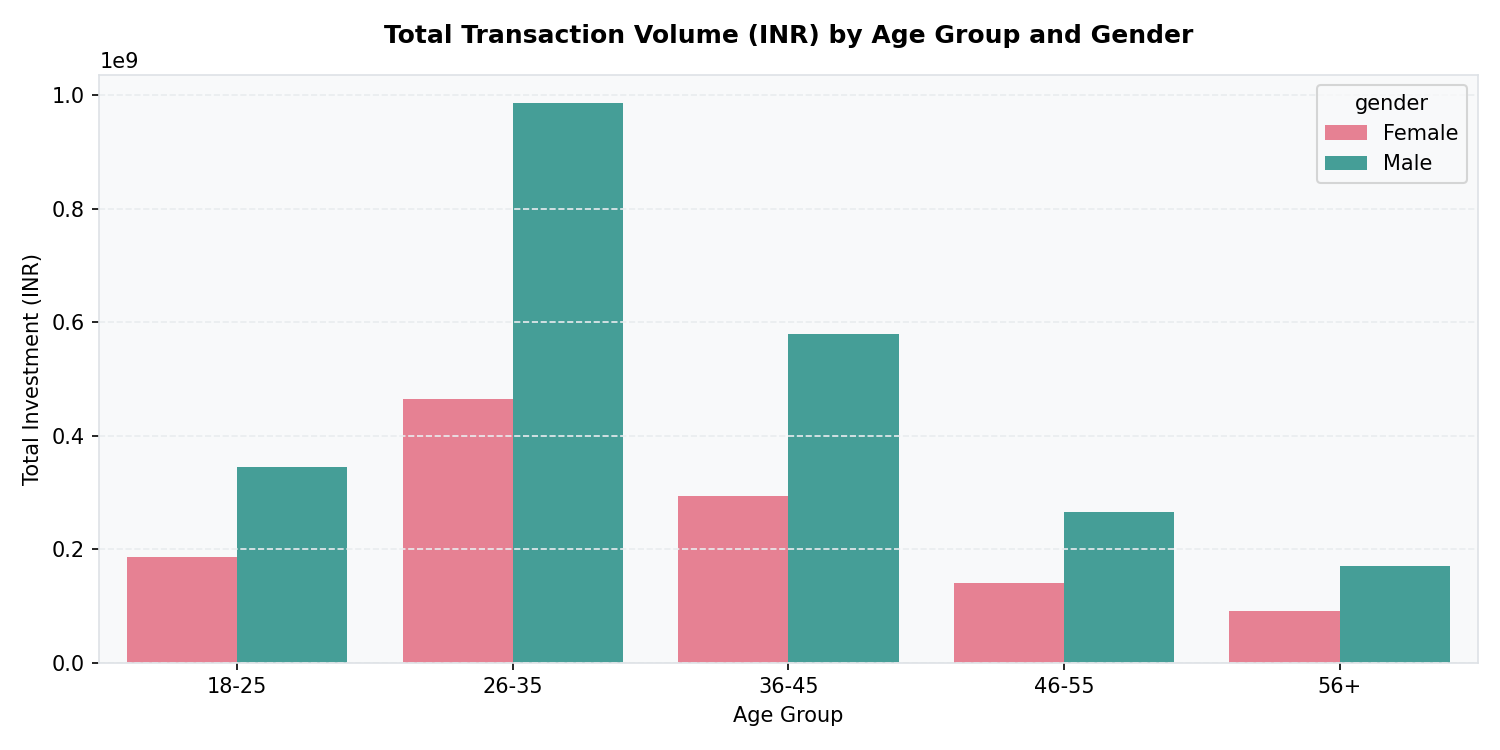 Total Transaction Volume (INR) by Age Group and Gender
1e9
1.0
0.8
0.6
0.4
0.2
0.0
Total Investment (INR)
gender
Female
Male
18-25 26-35 36-45 46-55 56+
Age Group